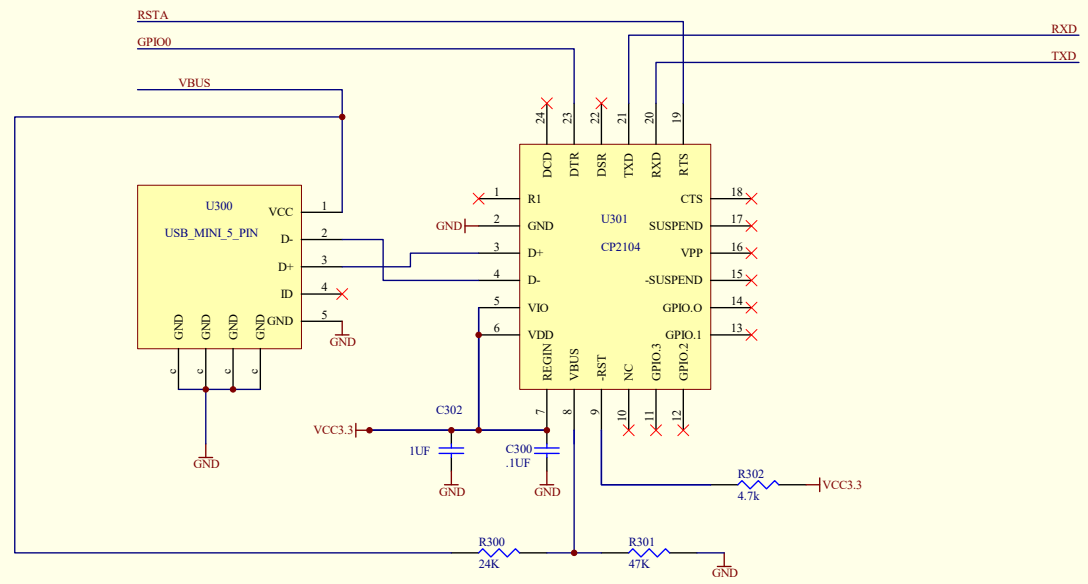 RSTA
RXD
GPIO0
TXD
VBUS
24
23
22
21
20
19
DCD
DTR
DSR
TXD
RXD
RTS
U300
USB_MINI_5_PIN
VCC 1
D- 2
D+ 3
ID 4
GND 5
GND
GND
GND
GND
GND
c
c
c
c
GND
U301
CP2104
1 R1
GND 2 GND
3 D+
4 D-
5 VIO
6 VDD
CTS 18
SUSPEND 17
VPP 16
-SUSPEND 15
GPIO.O 14
GPIO.1 13
REGIN
VBUS
-RST
NC
GPIO.3
GPIO.2
7
8
9
10
11
12
C302
VCC3.3
1UF
C300
.1UF
GND
GND
R302
4.7k
VCC3.3
R300
24K
R301
47K
GND